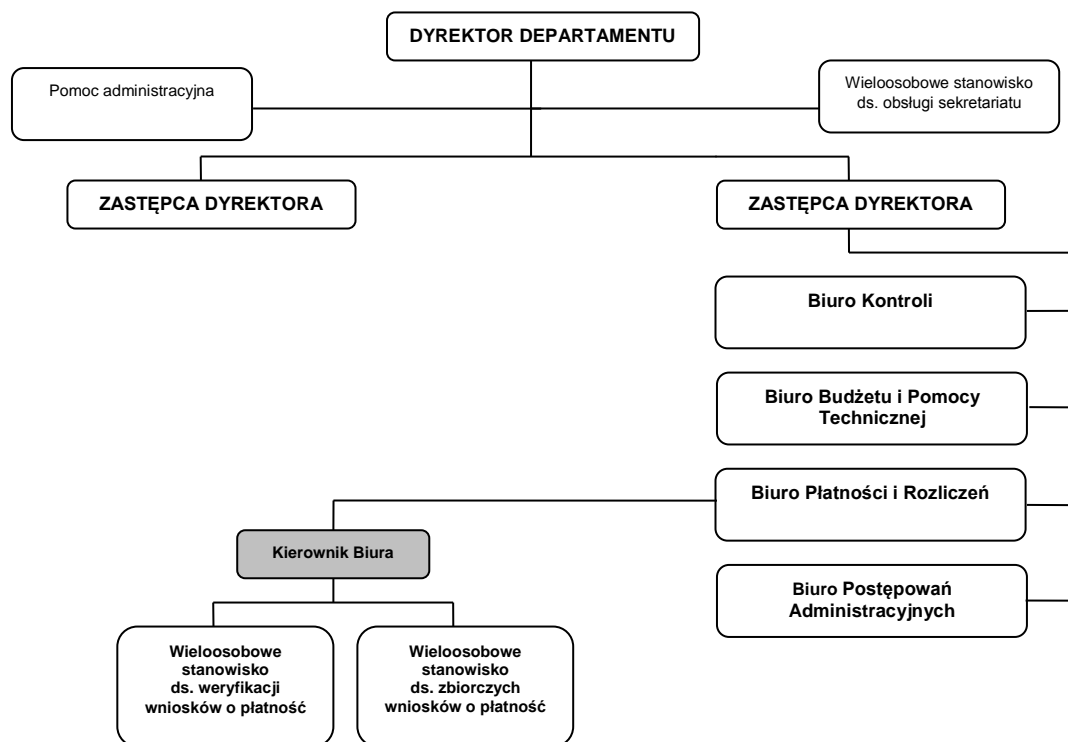 DYREKTOR DEPARTAMENTU
Pomoc administracyjna
Wieloosobowe stanowisko
ds. obsługi sekretariatu
ZASTĘPCA DYREKTORA
ZASTĘPCA DYREKTORA
Biuro Kontroli
Biuro Budżetu i Pomocy
Technicznej
Biuro Płatności i Rozliczeń
Kierownik Biura
Biuro Postępowań
Administracyjnych
Wieloosobowe
stanowisko
ds. weryfikacji
wniosków o płatność
Wieloosobowe
stanowisko
ds. zbiorczych
wniosków o płatność